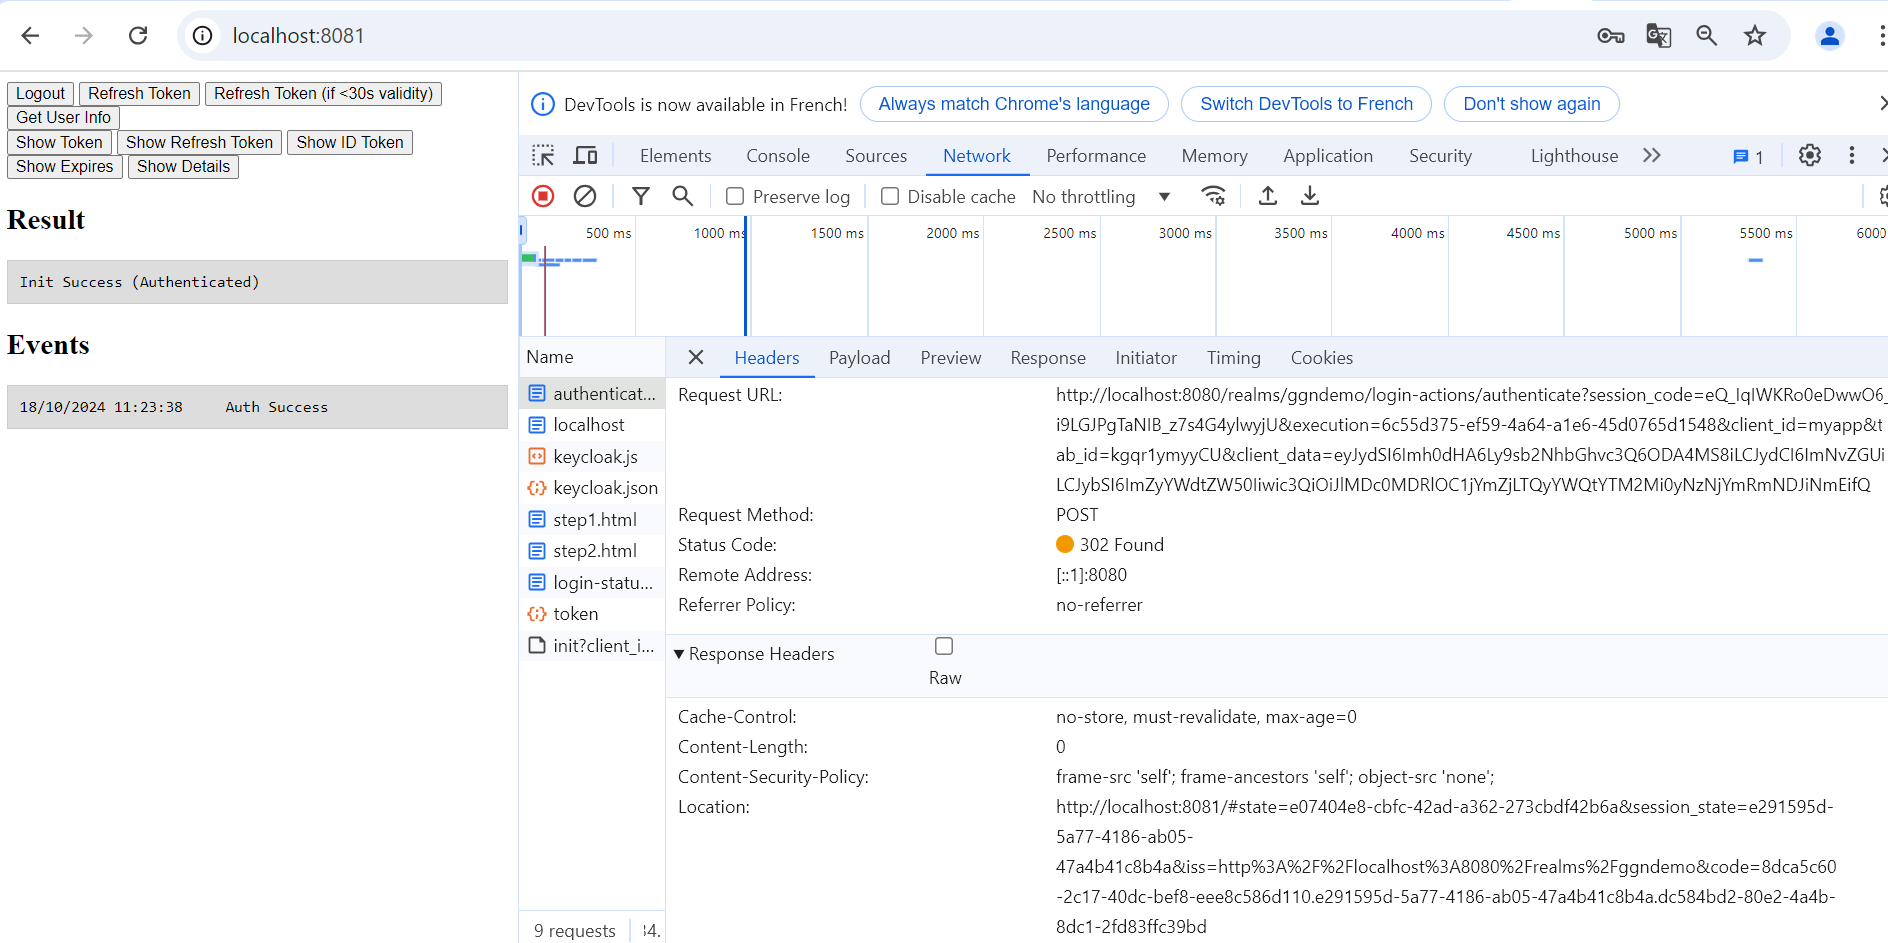 localhost:8081
Logout Refresh Token Refresh Token (if <30s validity)
Get User Info
Show Token Show Refresh Token Show ID Token
Show Expires Show Details
Result
Init Success (Authenticated)
Events
18/10/2024 11:23:38 Auth Success
DevTools is now available in French! Always match Chrome's language Switch DevTools to French Don't show again
Elements Console Sources Network Performance Memory Application Security Lighthouse 1
Preserve log Disable cache No throttling
500 ms 1000 ms 1500 ms 2000 ms 2500 ms 3000 ms 3500 ms 4000 ms 4500 ms 5000 ms 5500 ms 6000
Name
authenticat...
localhost
keycloak.js
keycloak.json
step1.html
step2.html
login-statu...
token
init?client_i...
9 requests
Headers Payload Preview Response Initiator Timing Cookies
Request URL: http://localhost:8080/realms/ggndemo/login-actions/authenticate?session_code=eQ_IqIWKRo0eDwwO6_
i9LGJPgTaNIB_z7s4G4ylwyjU&execution=6c55d375-ef59-4a64-a1e6-45d0765d1548&client_id=myapp&t
ab_id=kgqr1ymyyCU&client_data=eyJydSI6Imh0dHA6Ly9sb2NhbGhvc3Q6ODA4MS8iLCJydCI6ImNvZGUi
LCJybSI6ImZyYWdtZW50Iiwic3QiOiJlMDc0MDRlOC1jYmZjLTQyYWQtYTM2Mi0yNzNjYmRmNDJiNmEifQ
Request Method: POST
Status Code: 302 Found
Remote Address: [::1]:8080
Referrer Policy: no-referrer
Response Headers
Raw
Cache-Control: no-store, must-revalidate, max-age=0
Content-Length: 0
Content-Security-Policy: frame-src 'self'; frame-ancestors 'self'; object-src 'none';
Location: http://localhost:8081/#state=e07404e8-cbfc-42ad-a362-273cbdf42b6a&session_state=e291595d-
5a77-4186-ab05-
47a4b41c8b4a&iss=http%3A%2F%2Flocalhost%3A8080%2Frealms%2Fggndemo&code=8dca5c60
-2c17-40dc-bef8-eee8c586d110.e291595d-5a77-4186-ab05-47a4b41c8b4a.dc584bd2-80e2-4a4b-
8dc1-2fd83ffc39bd